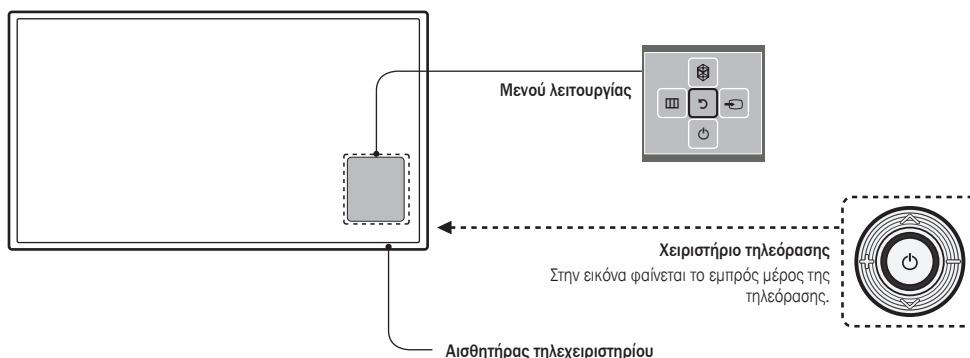 Μενού λειτουργίας
Χειριστήριο τηλεόρασης
Στην εικόνα φαίνεται το εμπρός μέρος της
τηλεόρασης.
Αισθητήρας τηλεχειριστηρίου